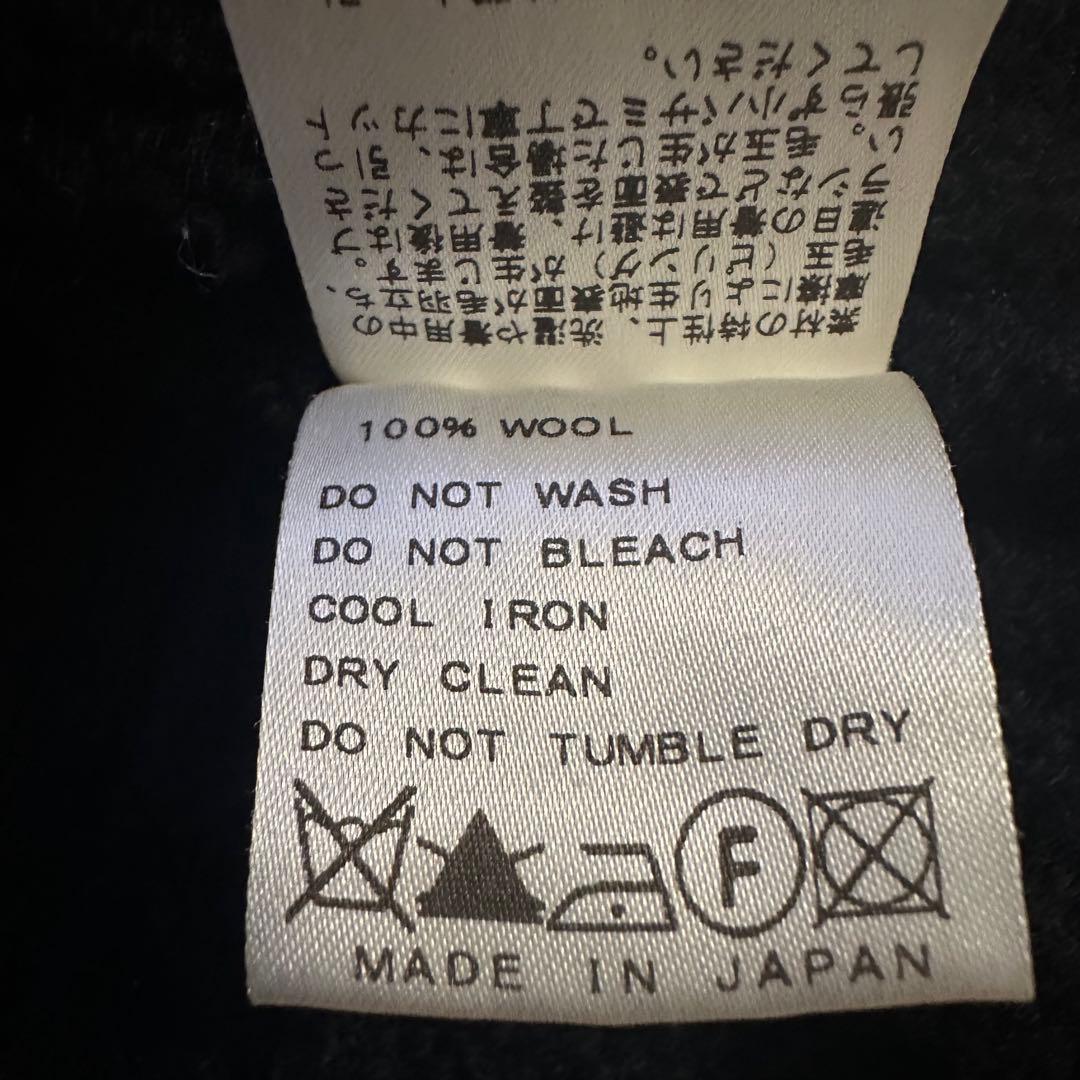 素材の特性上、洗濯や着用中の
摩擦により生地表面が毛羽立ち、
毛玉(ピリング)が生じます。
連日の着用は避け、着用後はブ
ラシなどで表面を整えてくださ
い。毛玉が生じた場合は、引っ
張らず小バサミで丁寧にカット
してください。
100% WOOL
DO NOT WASH
DO NOT BLEACH
COOL IRON
DRY CLEAN
DO NOT TUMBLE DRY
F
MADE IN JAPAN